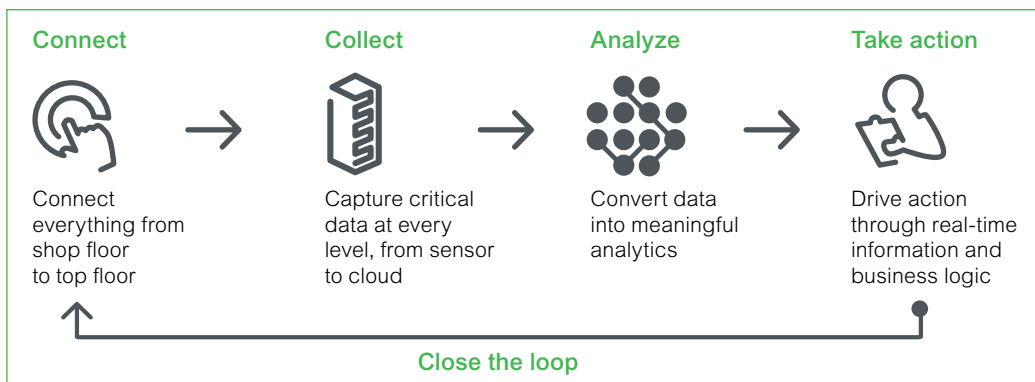 Connect
Connect
everything from
shop floor
to top floor
Collect
Capture critical
data at every
level, from sensor
to cloud
Analyze
Convert data
into meaningful
analytics
Take action
Drive action
through real-time
information and
business logic
Close the loop